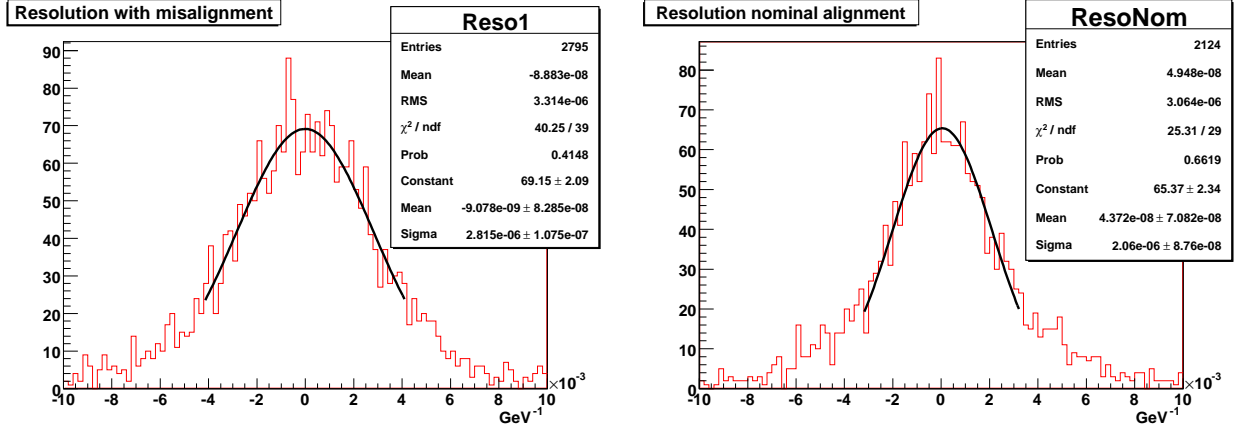 Resolution with misalignment
Reso1
Entries 2795
Mean -8.883e-08
RMS 3.314e-06
χ² / ndf 40.25 / 39
Prob 0.4148
Constant 69.15 ± 2.09
Mean -9.078e-09 ± 8.285e-08
Sigma 2.815e-06 ± 1.075e-07
90
80
70
60
50
40
30
20
10
0
-10 -8 -6 -4 -2 0 2 4 6 8 10
×10⁻³
GeV⁻¹
Resolution nominal alignment
ResoNom
Entries 2124
Mean 4.948e-08
RMS 3.064e-06
χ² / ndf 25.31 / 29
Prob 0.6619
Constant 65.37 ± 2.34
Mean 4.372e-08 ± 7.082e-08
Sigma 2.06e-06 ± 8.76e-08
80
70
60
50
40
30
20
10
0
-10 -8 -6 -4 -2 0 2 4 6 8 10
×10⁻³
GeV⁻¹